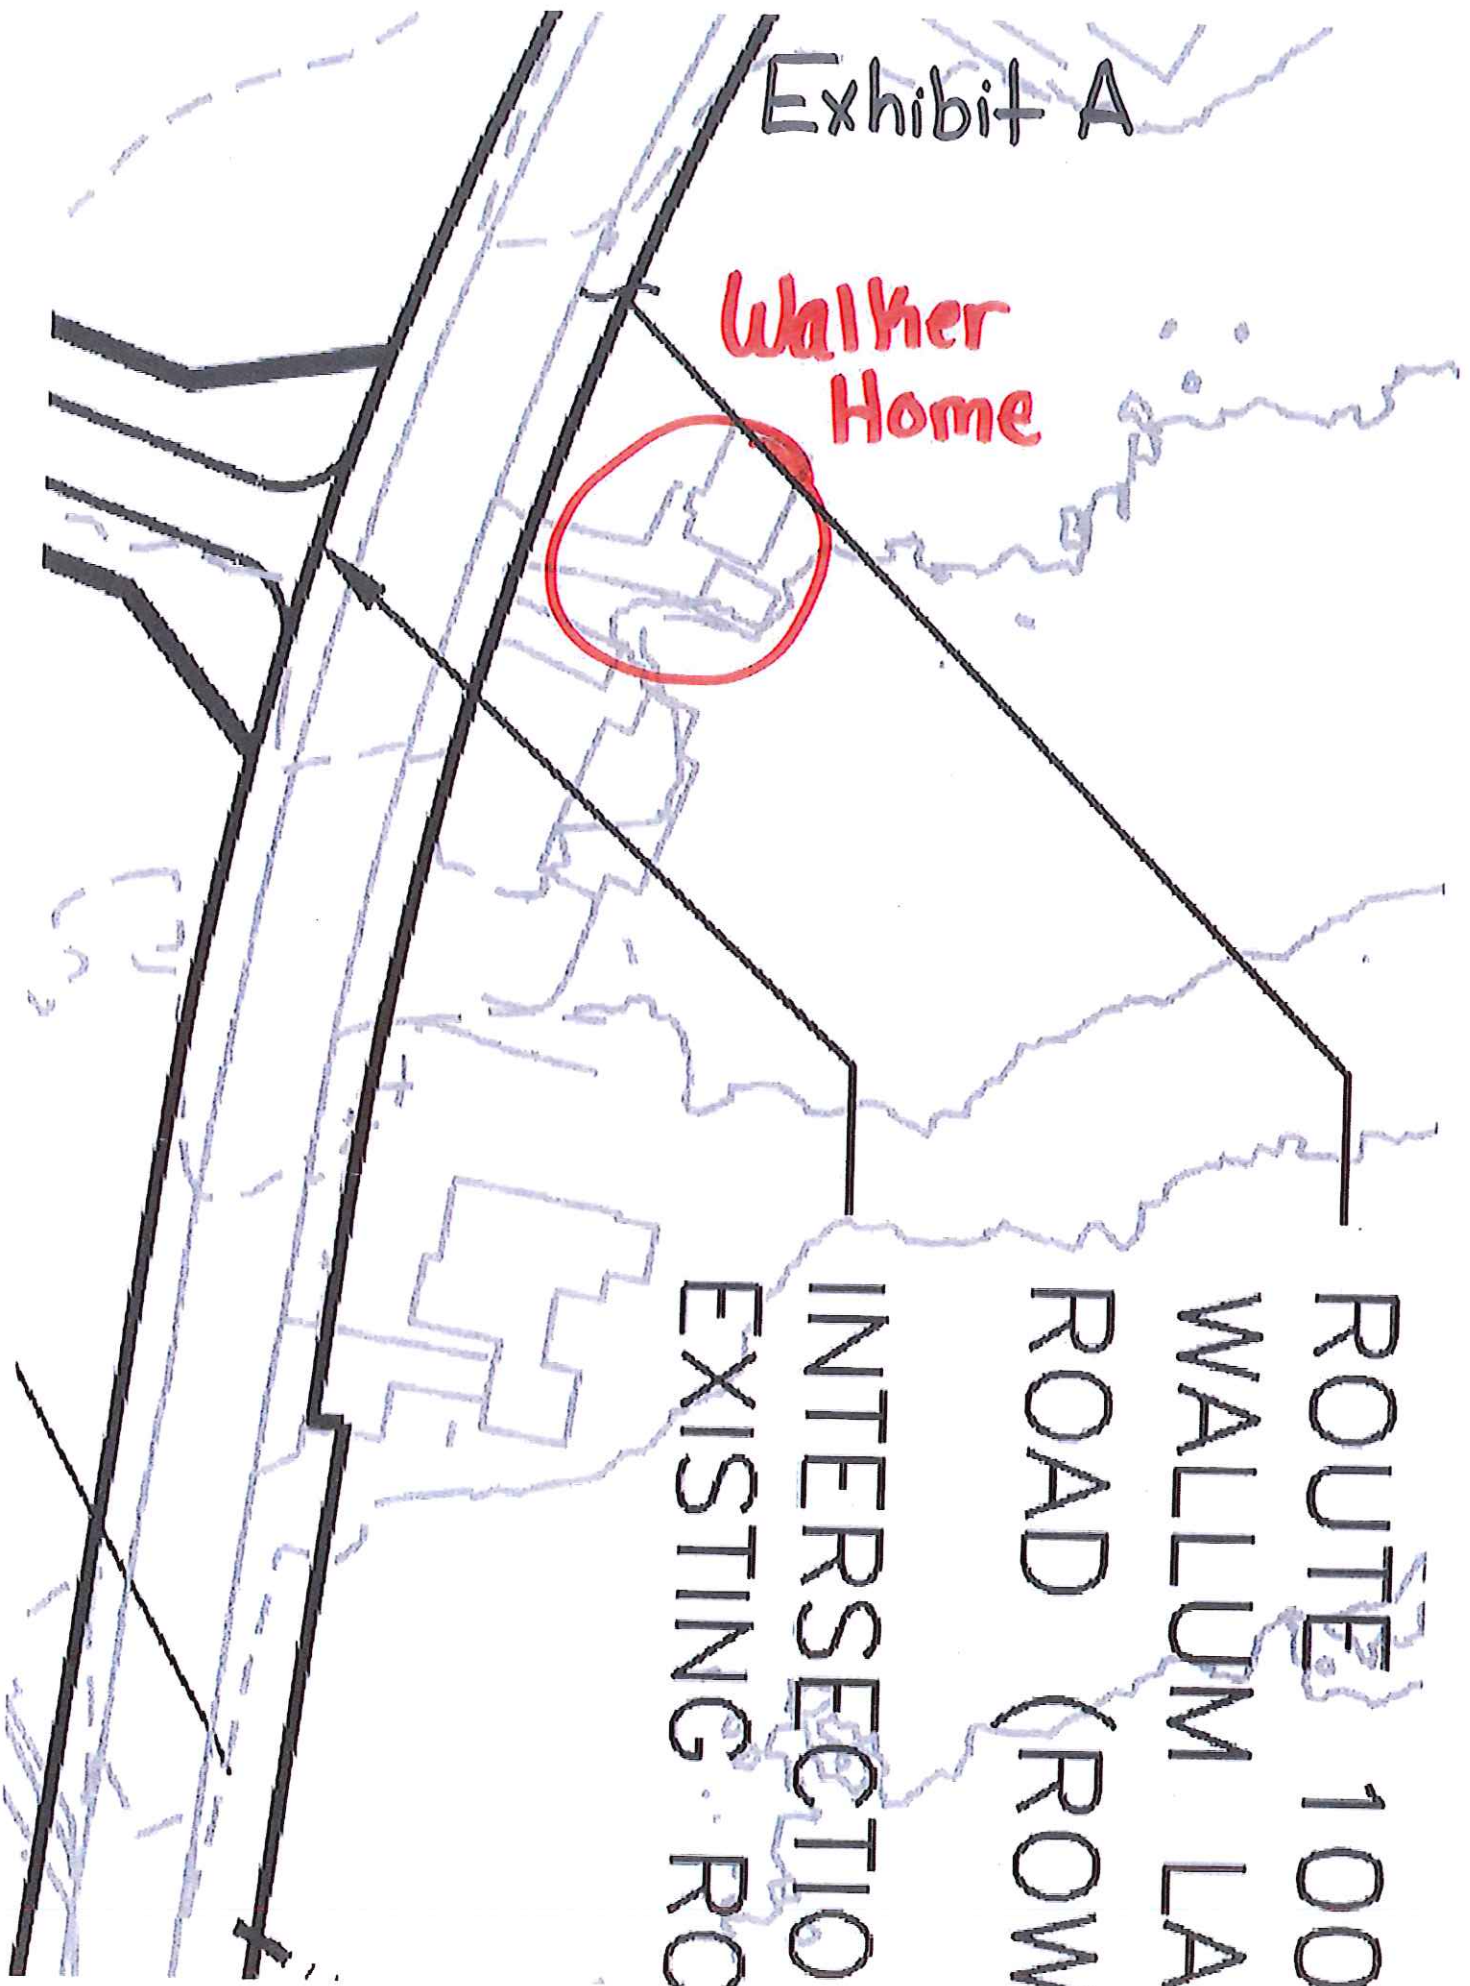 Exhibit A
Walker
Home
ROUTE 100
WALLUM LA
ROAD (ROW
INTERSECTIO
EXISTING RO